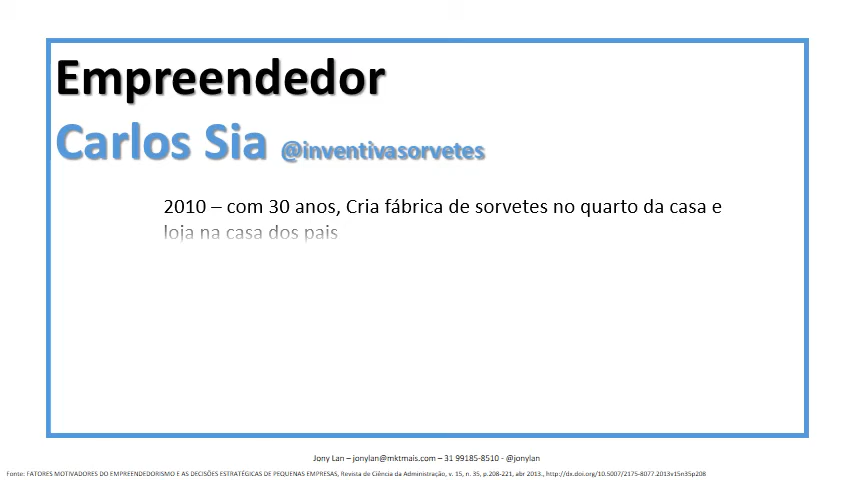 Empreendedor
Carlos Sia @inventivasorvetes
2010 – com 30 anos, Cria fábrica de sorvetes no quarto da casa e
loja na casa dos pais
Jony Lan – jonylan@mktmais.com – 31 99185-8510 - @jonylan
Fonte: FATORES MOTIVADORES DO EMPREENDEDORISMO E AS DECISÕES ESTRATÉGICAS DE PEQUENAS EMPRESAS, Revista de Ciência da Administração, v. 15, n. 35, p.208-221, abr 2013., http://dx.doi.org/10.5007/2175-8077.2013v15n35p208